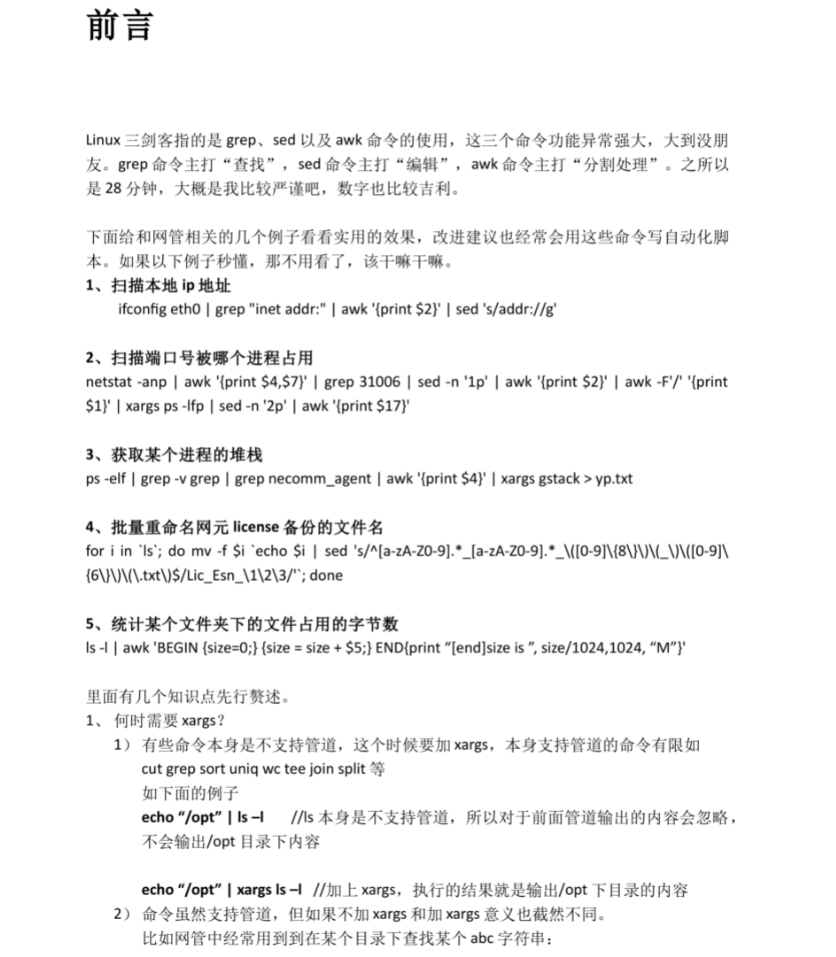 前言
Linux 三剑客指的是 grep、sed 以及 awk 命令的使用，这三个命令功能异常强大，大到没朋
友。grep 命令主打“查找”，sed 命令主打“编辑”，awk 命令主打“分割处理”。之所以
是 28 分钟，大概是我比较严谨吧，数字也比较吉利。
下面给和网管相关的几个例子看看实用的效果，改进建议也经常会用这些命令写自动化脚
本。如果以下例子秒懂，那不用看了，该干嘛干嘛。
1、扫描本地 ip 地址
ifconfig eth0 | grep "inet addr:" | awk '{print $2}' | sed 's/addr://g'
2、扫描端口号被哪个进程占用
netstat -anp | awk '{print $4,$7}' | grep 31006 | sed -n '1p' | awk '{print $2}' | awk -F'/' '{print
$1}' | xargs ps -lfp | sed -n '2p' | awk '{print $17}'
3、获取某个进程的堆栈
ps -elf | grep -v grep | grep necomm_agent | awk '{print $4}' | xargs gstack > yp.txt
4、批量重命名网元 license 备份的文件名
for i in `ls`; do mv -f $i `echo $i | sed 's/^[a-zA-Z0-9].*_[a-zA-Z0-9].*_\([0-9]\{8\}\)\(_\)\([0-9]\
{6\}\)\(\.txt\)$/Lic_Esn_\1\2\3/'`; done
5、统计某个文件夹下的文件占用的字节数
ls -l | awk 'BEGIN {size=0;} {size = size + $5;} END{print “[end]size is ”, size/1024,1024, “M”}'
里面有几个知识点先行赘述。
1、 何时需要 xargs？
1） 有些命令本身是不支持管道，这个时候要加 xargs，本身支持管道的命令有限如
cut grep sort uniq wc tee join split 等
如下面的例子
echo “/opt” | ls –l //ls 本身是不支持管道，所以对于前面管道输出的内容会忽略，
不会输出/opt 目录下内容
echo “/opt” | xargs ls –l //加上 xargs，执行的结果就是输出/opt 下目录的内容
2） 命令虽然支持管道，但如果不加 xargs 和加 xargs 意义也截然不同。
比如网管中经常用到到在某个目录下查找某个 abc 字符串：